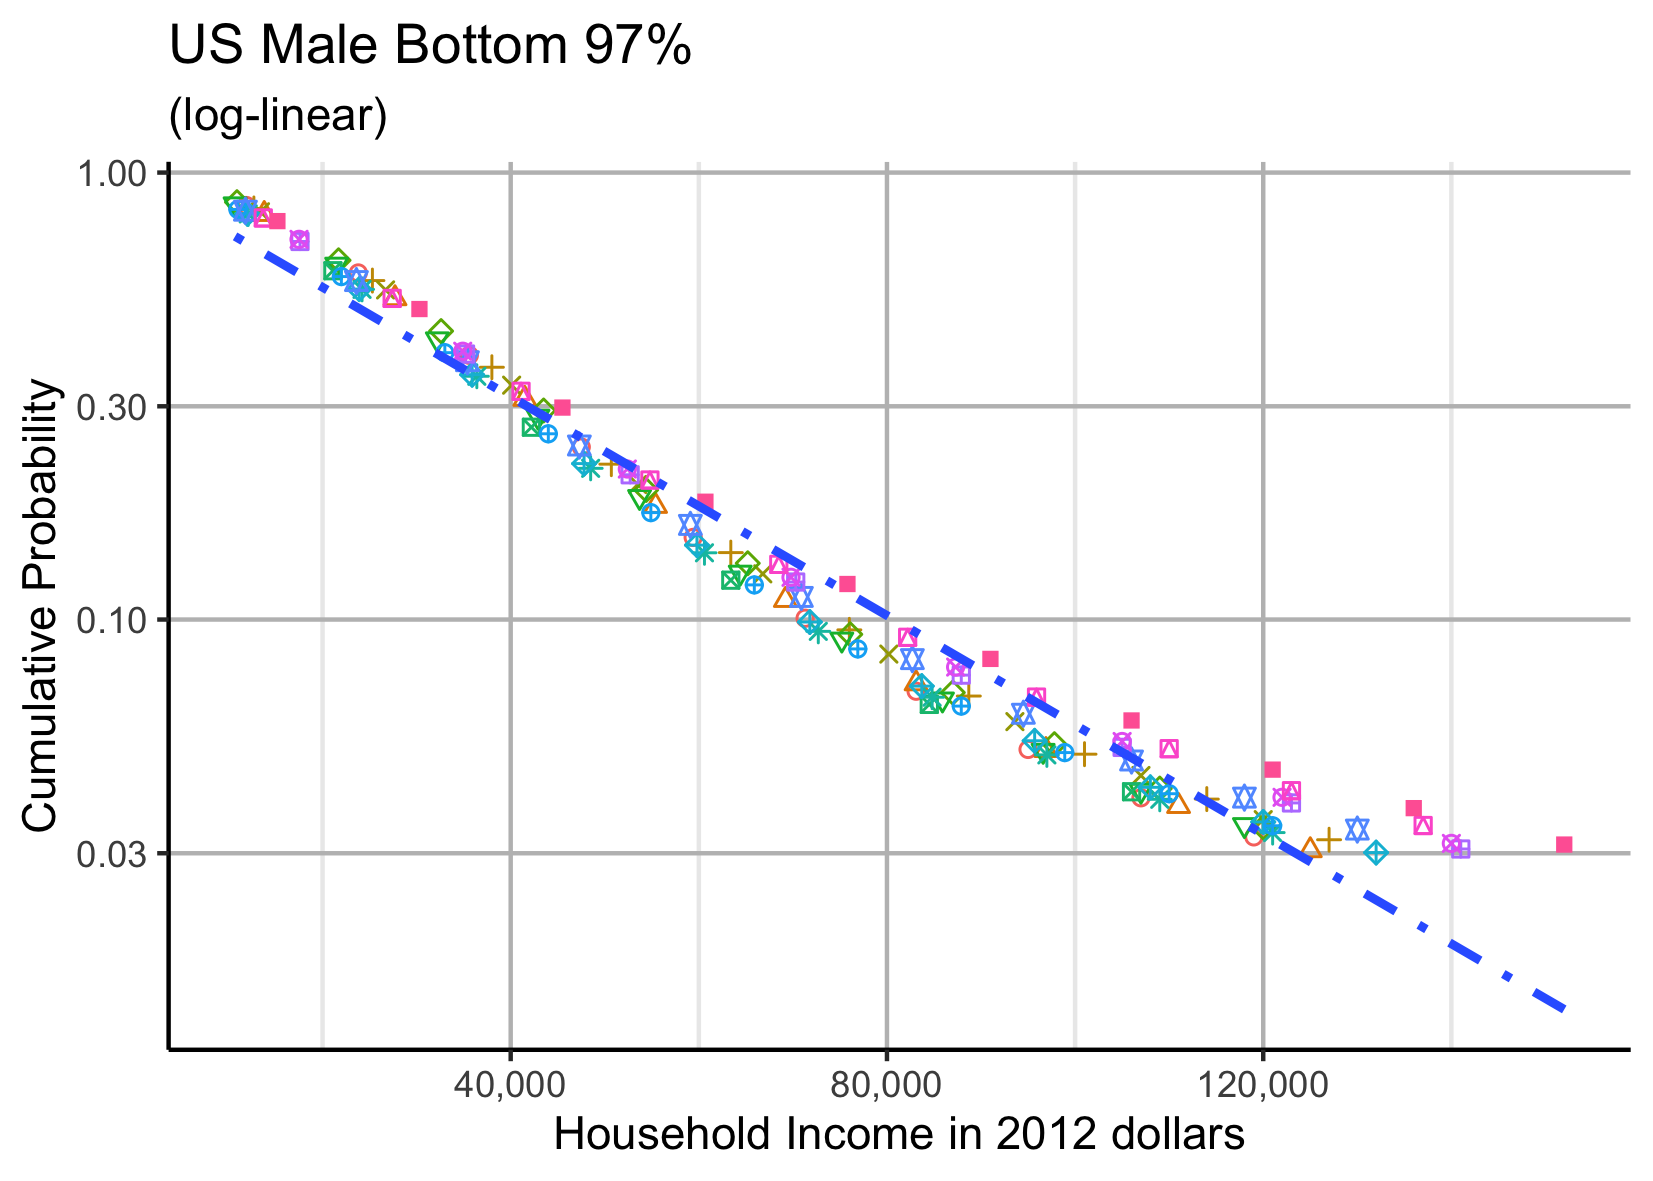 US Male Bottom 97%
(log-linear)
1.00
0.30
0.10
0.03
Cumulative Probability
40,000 80,000 120,000
Household Income in 2012 dollars